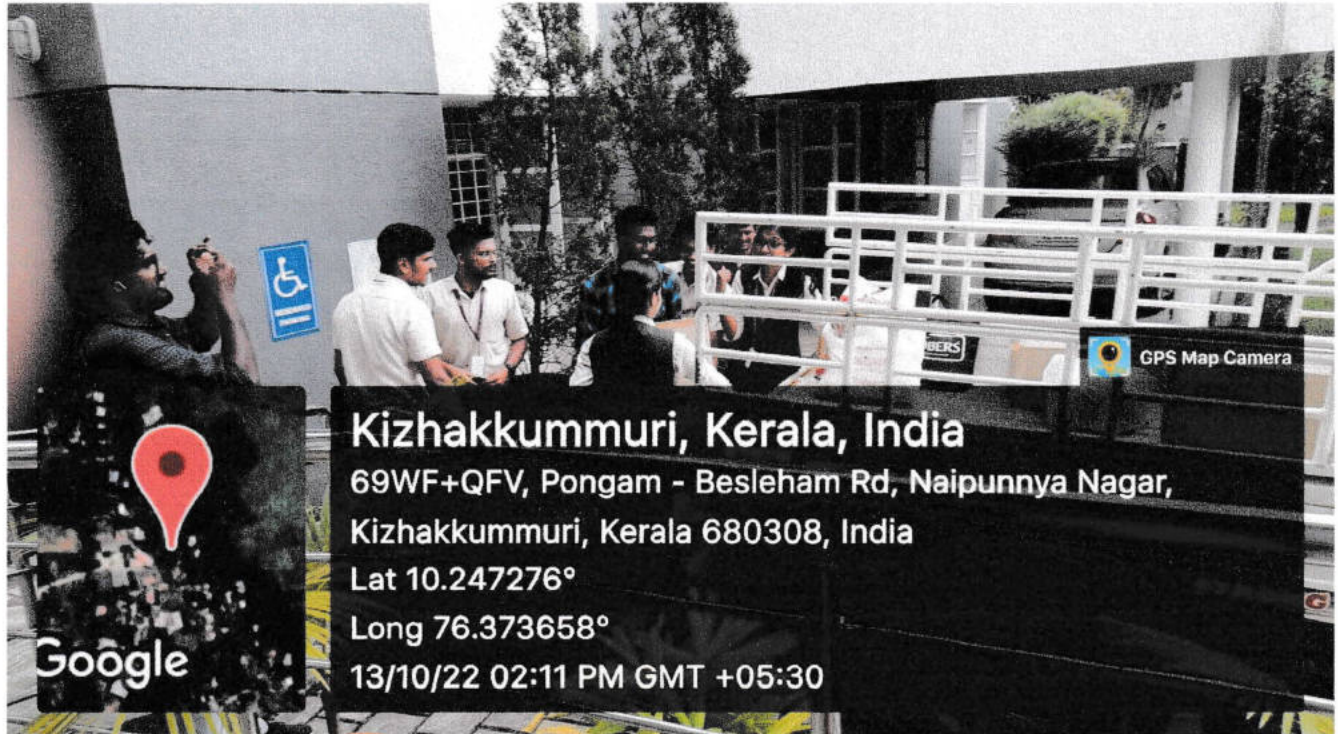 BERS
GPS Map Camera
Kizhakkummuri, Kerala, India
69WF+QFV, Pongam - Besleham Rd, Naipunnya Nagar,
Kizhakkummuri, Kerala 680308, India
Lat 10.247276°
Long 76.373658°
13/10/22 02:11 PM GMT +05:30
Google